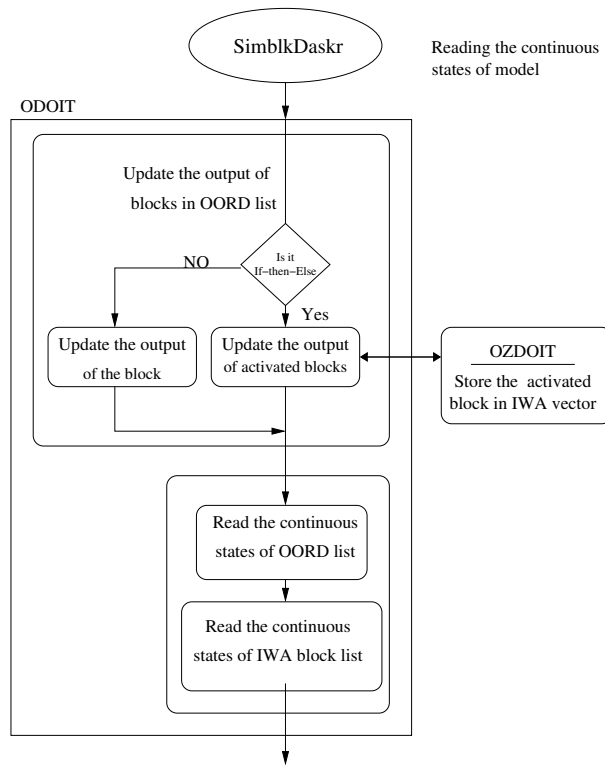 SimblkDaskr
Reading the continuous
states of model
ODOIT
Update the output of
blocks in OORD list
Is it
If−then−Else
NO
Yes
Update the output
of the block
Update the output
of activated blocks
OZDOIT
Store the activated
block in IWA vector
Read the continuous
states of OORD list
Read the continuous
states of IWA block list